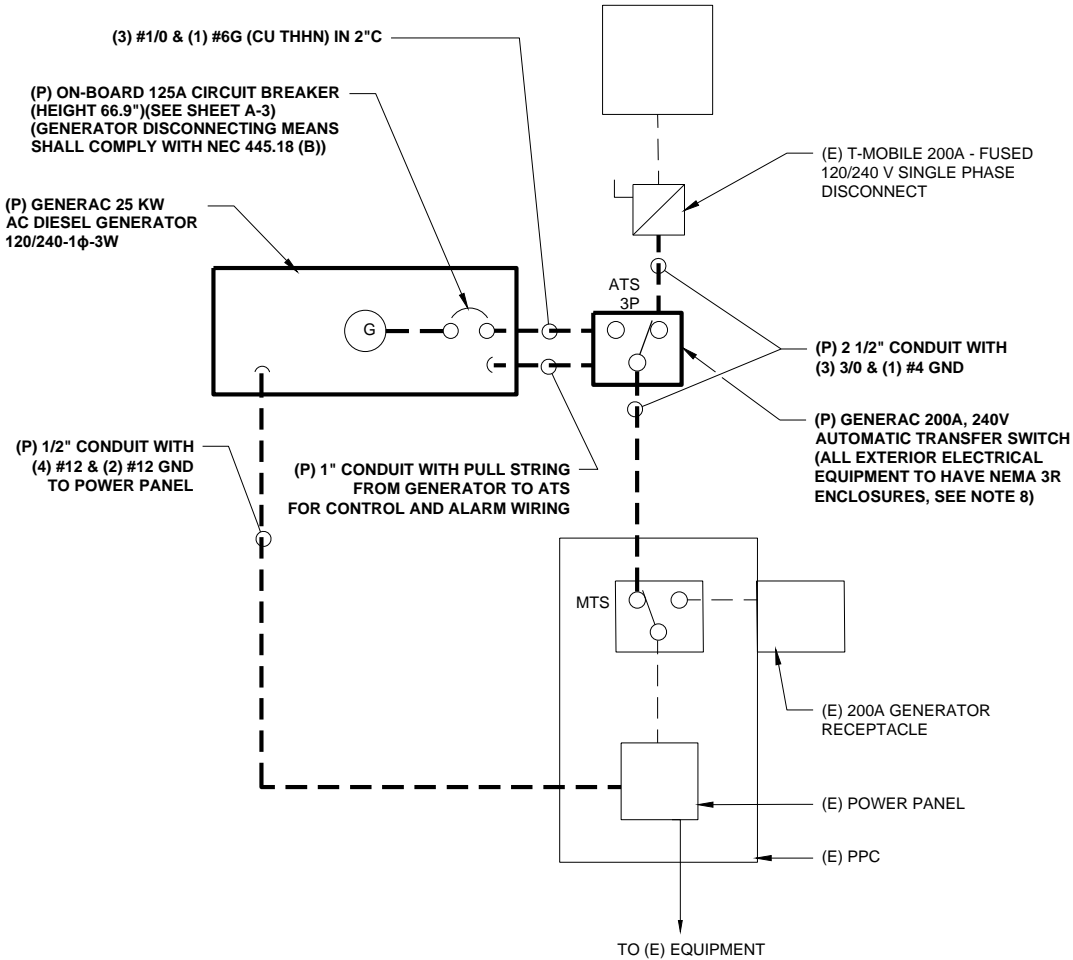 (3) #1/0 & (1) #6G (CU THHN) IN 2"C
(P) ON-BOARD 125A CIRCUIT BREAKER
(HEIGHT 66.9")(SEE SHEET A-3)
(GENERATOR DISCONNECTING MEANS
SHALL COMPLY WITH NEC 445.18 (B))
(E) T-MOBILE 200A - FUSED
120/240 V SINGLE PHASE
DISCONNECT
(P) GENERAC 25 KW
AC DIESEL GENERATOR
120/240-1ϕ-3W
ATS
3P
G
(P) 2 1/2" CONDUIT WITH
(3) 3/0 & (1) #4 GND
(P) GENERAC 200A, 240V
AUTOMATIC TRANSFER SWITCH
(ALL EXTERIOR ELECTRICAL
EQUIPMENT TO HAVE NEMA 3R
ENCLOSURES, SEE NOTE 8)
(P) 1/2" CONDUIT WITH
(4) #12 & (2) #12 GND
TO POWER PANEL
(P) 1" CONDUIT WITH PULL STRING
FROM GENERATOR TO ATS
FOR CONTROL AND ALARM WIRING
MTS
(E) 200A GENERATOR
RECEPTACLE
(E) POWER PANEL
(E) PPC
TO (E) EQUIPMENT